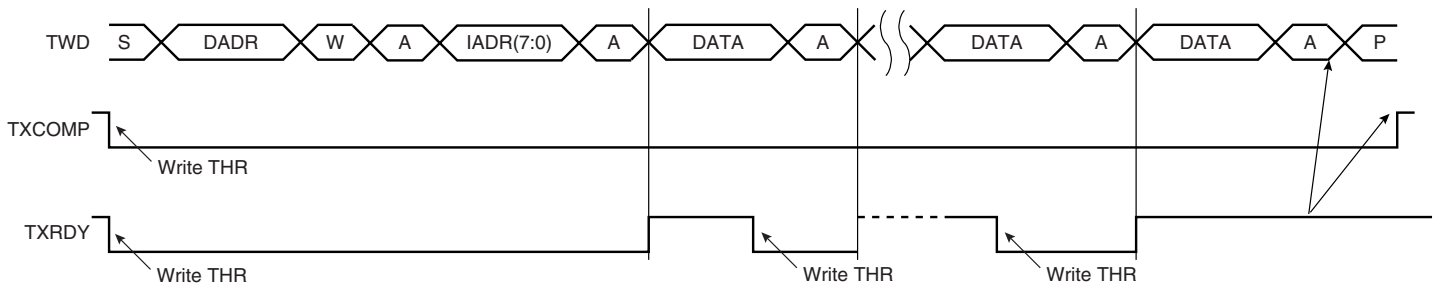 TWD S DADR W A IADR(7:0) A DATA A DATA A DATA A P
TXCOMP
Write THR
TXRDY
Write THR Write THR Write THR